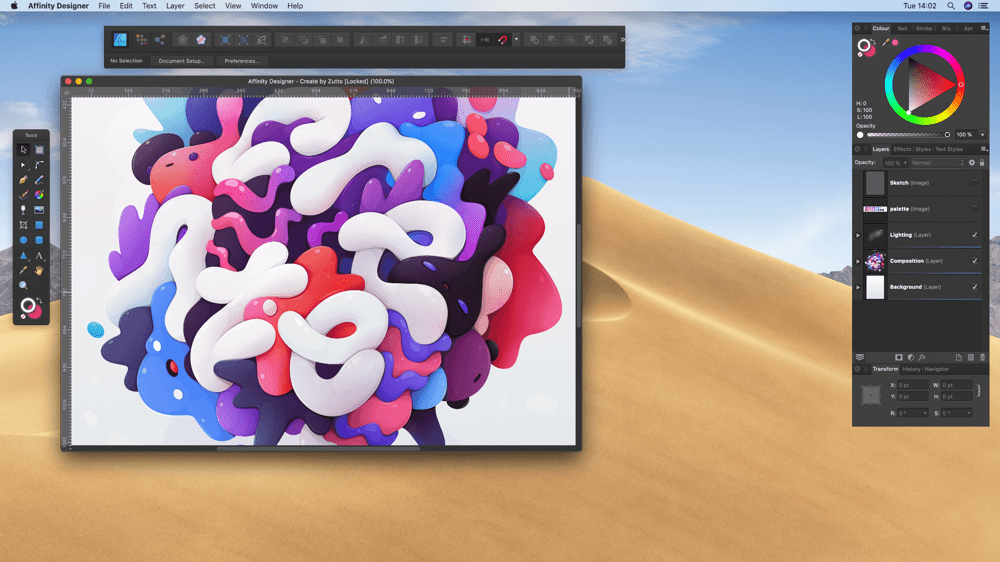 Affinity Designer File Edit Text Layer Select View Window Help Tue 14:02
No Selection Document Setup... Preferences...
Affinity Designer - Create by Zutto [Locked] (100.0%)
Tools
Colour Swt Stroke Brs Apr
H: 0
S: 100
L: 100
Opacity
100 %
Layers Effects Styles Text Styles
Opacity: 100 % Normal
Sketch (Image)
palette (Image)
Lighting (Layer)
Composition (Layer)
Background (Layer)
Transform History Navigator
X: 0 pt W: 0 pt
Y: 0 pt H: 0 pt
R: 0 ° S: 0 °